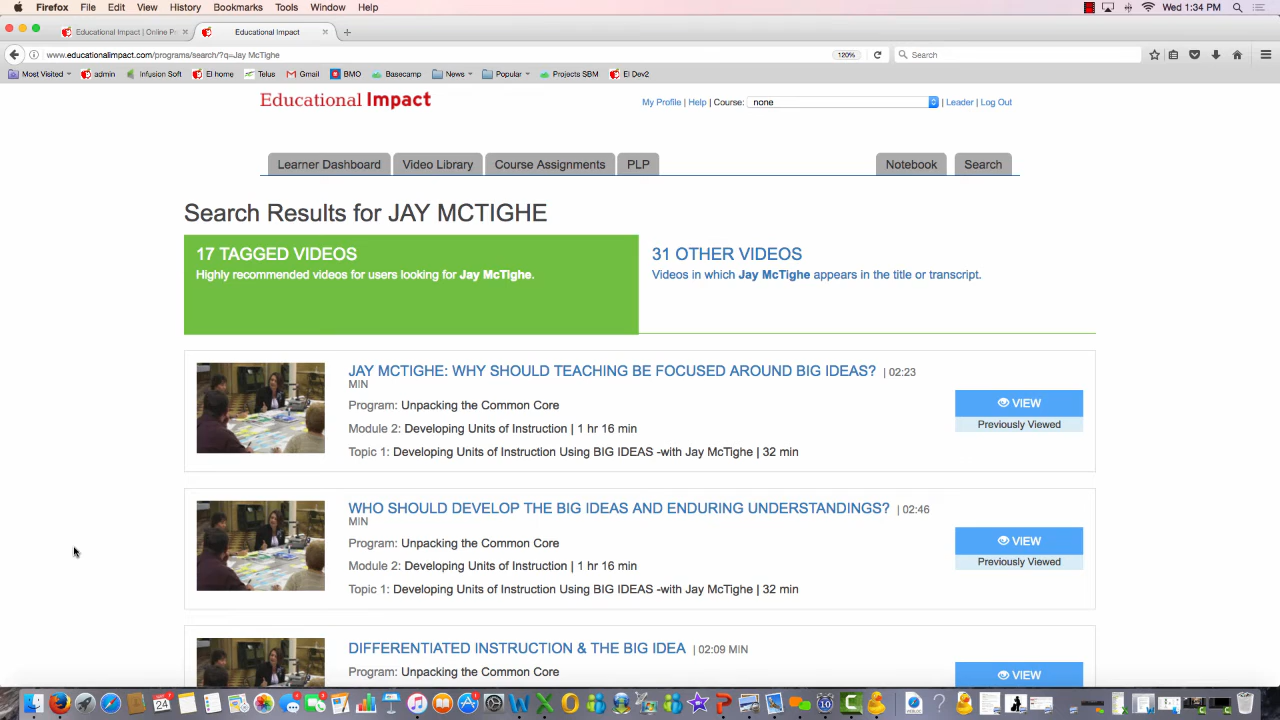 Firefox File Edit View History Bookmarks Tools Window Help Wed 1:34 PM
Educational Impact | Online P Educational Impact
www.educationalimpact.com/programs/search/?q=Jay McTighe 120% Search
Most Visited admin Infusion Soft EI home Telus Gmail BMO Basecamp News Popular Projects SBM EI Dev2
Educational Impact
My Profile | Help | Course: none | Leader | Log Out
Learner Dashboard Video Library Course Assignments PLP Notebook Search
Search Results for JAY MCTIGHE
17 TAGGED VIDEOS
Highly recommended videos for users looking for Jay McTighe.
31 OTHER VIDEOS
Videos in which Jay McTighe appears in the title or transcript.
JAY MCTIGHE: WHY SHOULD TEACHING BE FOCUSED AROUND BIG IDEAS? | 02:23
MIN
Program: Unpacking the Common Core
Module 2: Developing Units of Instruction | 1 hr 16 min
Topic 1: Developing Units of Instruction Using BIG IDEAS -with Jay McTighe | 32 min
VIEW
Previously Viewed
WHO SHOULD DEVELOP THE BIG IDEAS AND ENDURING UNDERSTANDINGS? | 02:46
MIN
Program: Unpacking the Common Core
Module 2: Developing Units of Instruction | 1 hr 16 min
Topic 1: Developing Units of Instruction Using BIG IDEAS -with Jay McTighe | 32 min
VIEW
Previously Viewed
DIFFERENTIATED INSTRUCTION & THE BIG IDEA | 02:09 MIN
Program: Unpacking the Common Core
VIEW